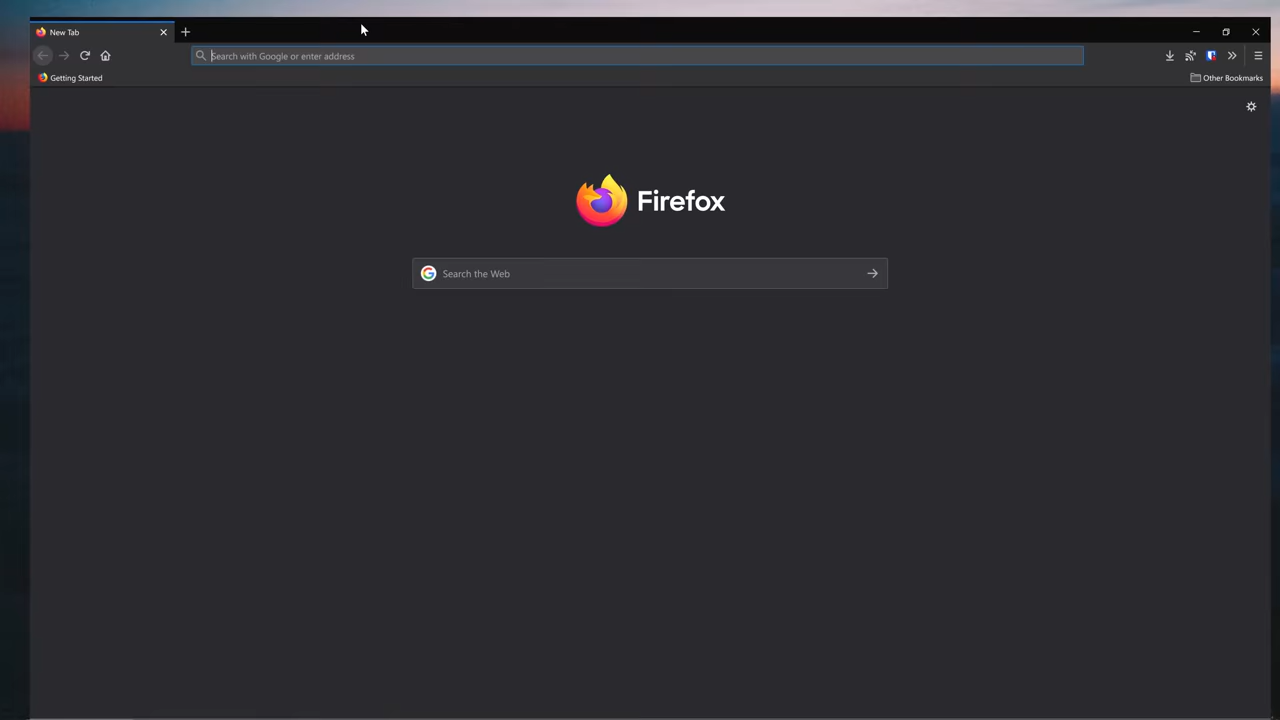 New Tab
Search with Google or enter address
Getting Started
Other Bookmarks
Firefox
Search the Web